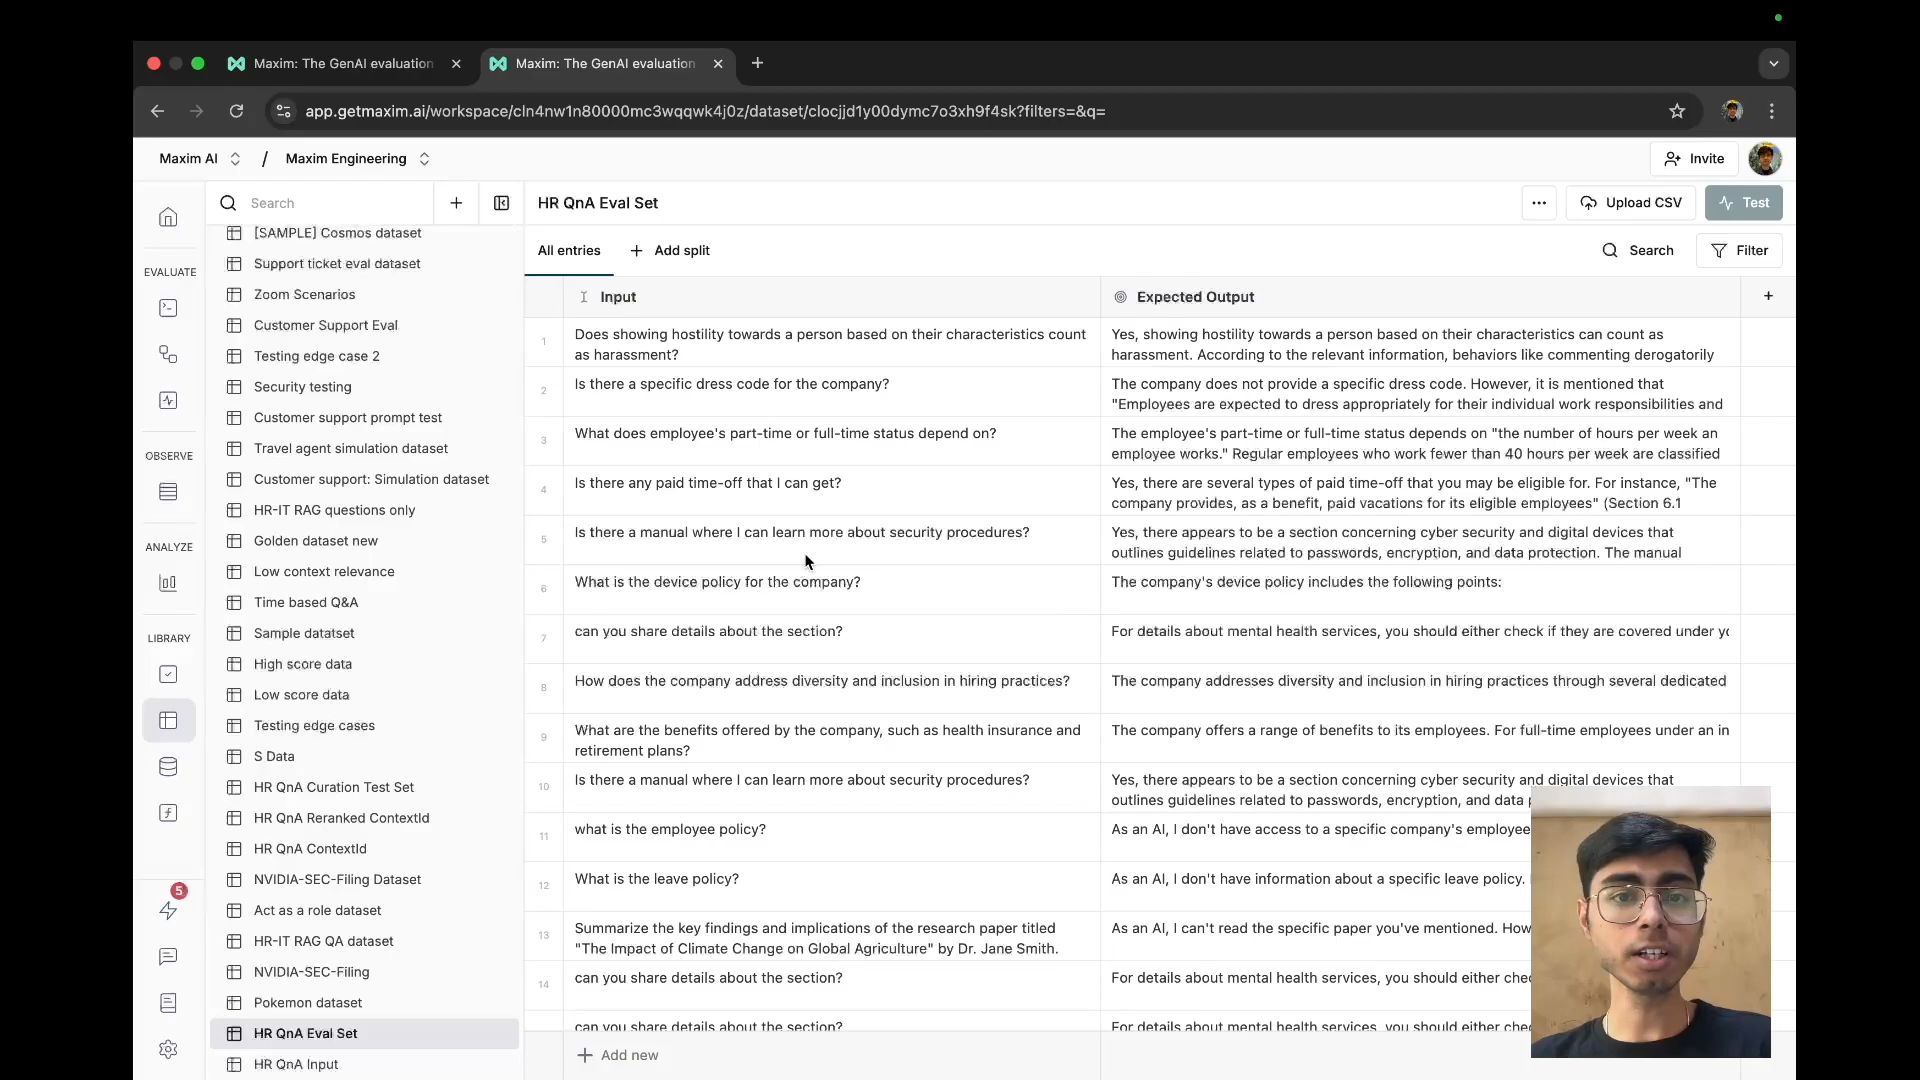 Maxim: The GenAI evaluation
Maxim: The GenAI evaluation
app.getmaxim.ai/workspace/cln4nw1n80000mc3wqqwk4j0z/dataset/clocjjd1y00dymc7o3xh9f4sk?filters=&q=
Maxim AI / Maxim Engineering
Invite
EVALUATE
OBSERVE
ANALYZE
LIBRARY
5
Search
[SAMPLE] Cosmos dataset
Support ticket eval dataset
Zoom Scenarios
Customer Support Eval
Testing edge case 2
Security testing
Customer support prompt test
Travel agent simulation dataset
Customer support: Simulation dataset
HR-IT RAG questions only
Golden dataset new
Low context relevance
Time based Q&A
Sample datatset
High score data
Low score data
Testing edge cases
S Data
HR QnA Curation Test Set
HR QnA Reranked ContextId
HR QnA ContextId
NVIDIA-SEC-Filing Dataset
Act as a role dataset
HR-IT RAG QA dataset
NVIDIA-SEC-Filing
Pokemon dataset
HR QnA Eval Set
HR QnA Input
HR QnA Eval Set
Upload CSV
Test
All entries
Add split
Search
Filter
Input
Expected Output
1
Does showing hostility towards a person based on their characteristics count
as harassment?
Yes, showing hostility towards a person based on their characteristics can count as
harassment. According to the relevant information, behaviors like commenting derogatorily
2
Is there a specific dress code for the company?
The company does not provide a specific dress code. However, it is mentioned that
"Employees are expected to dress appropriately for their individual work responsibilities and
3
What does employee's part-time or full-time status depend on?
The employee's part-time or full-time status depends on "the number of hours per week an
employee works." Regular employees who work fewer than 40 hours per week are classified
4
Is there any paid time-off that I can get?
Yes, there are several types of paid time-off that you may be eligible for. For instance, "The
company provides, as a benefit, paid vacations for its eligible employees" (Section 6.1
5
Is there a manual where I can learn more about security procedures?
Yes, there appears to be a section concerning cyber security and digital devices that
outlines guidelines related to passwords, encryption, and data protection. The manual
6
What is the device policy for the company?
The company's device policy includes the following points:
7
can you share details about the section?
For details about mental health services, you should either check if they are covered under
8
How does the company address diversity and inclusion in hiring practices?
The company addresses diversity and inclusion in hiring practices through several dedicated
9
What are the benefits offered by the company, such as health insurance and
retirement plans?
The company offers a range of benefits to its employees. For full-time employees under an in
10
Is there a manual where I can learn more about security procedures?
Yes, there appears to be a section concerning cyber security and digital devices that
outlines guidelines related to passwords, encryption, and data
11
what is the employee policy?
As an AI, I don't have access to a specific company's employee
12
What is the leave policy?
As an AI, I don't have information about a specific leave policy.
13
Summarize the key findings and implications of the research paper titled
"The Impact of Climate Change on Global Agriculture" by Dr. Jane Smith.
As an AI, I can't read the specific paper you've mentioned. How
14
can you share details about the section?
For details about mental health services, you should either
can you share details about the section?
For details about mental health services, you should either
Add new